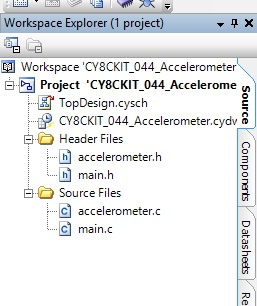 Workspace Explorer (1 project)
Workspace 'CY8CKIT_044_Accelerometer
Project 'CY8CKIT_044_Accelerome
TopDesign.cysch
CY8CKIT_044_Accelerometer.cydw
Header Files
accelerometer.h
main.h
Source Files
accelerometer.c
main.c
Source
Components
Datasheets
Re